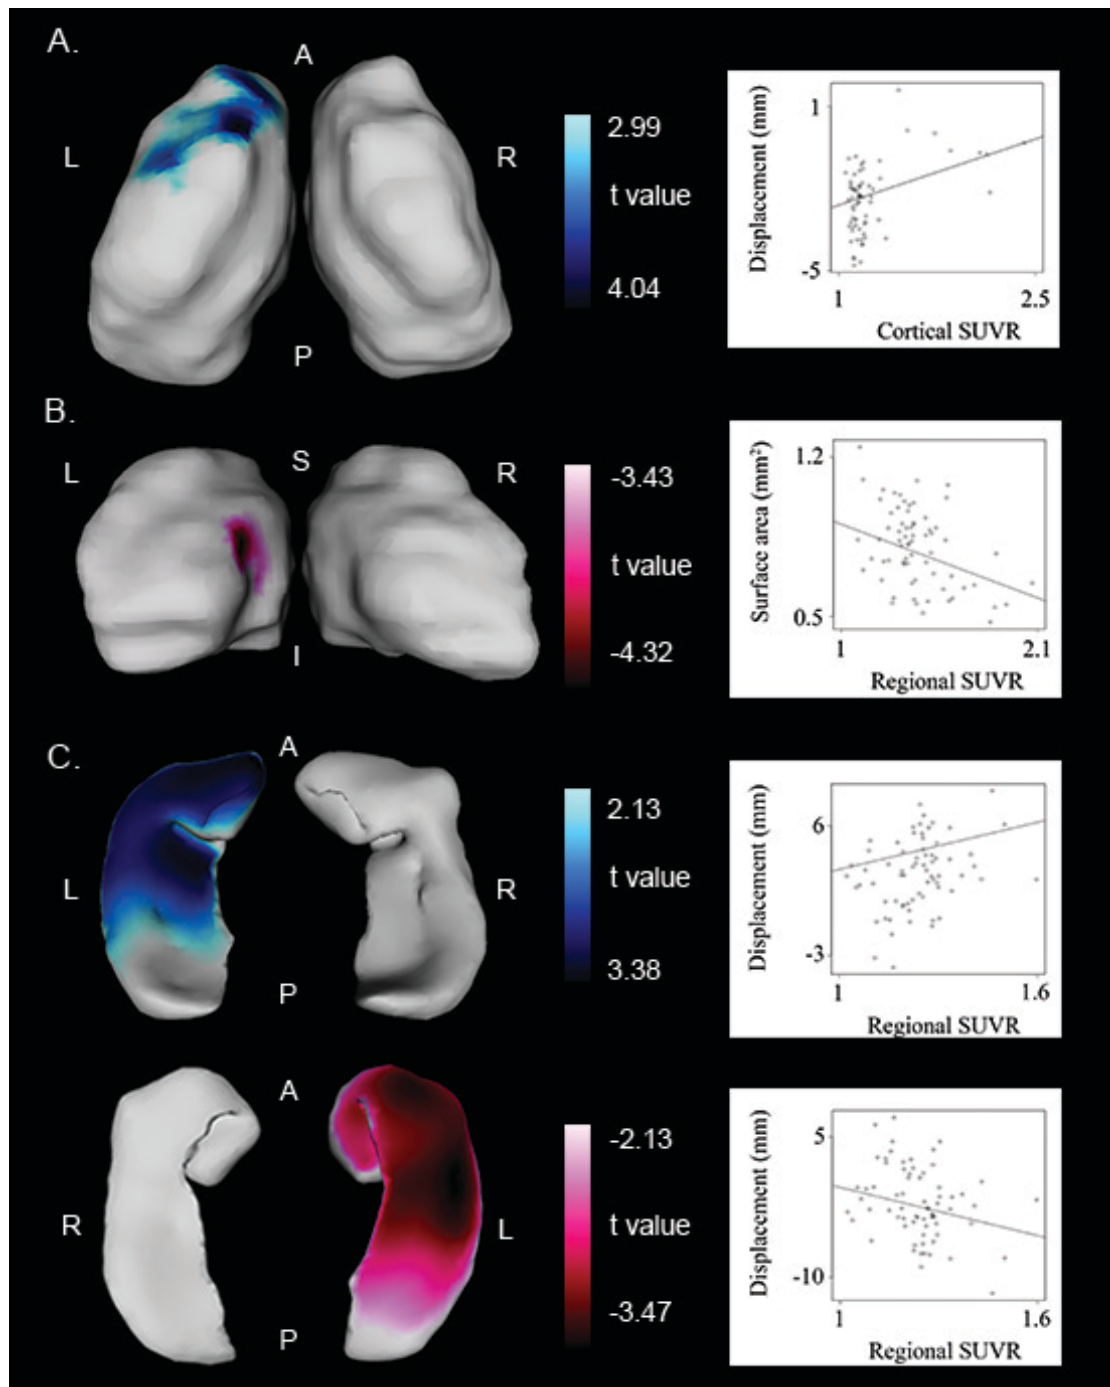 A.
A
L
R
P
2.99
t value
4.04
Displacement (mm)
1
-5
1
2.5
Cortical SUVR
B.
L
S
R
I
-3.43
t value
-4.32
Surface area (mm²)
1.2
0.5
1
2.1
Regional SUVR
C.
A
L
R
P
2.13
t value
3.38
Displacement (mm)
6
-3
1
1.6
Regional SUVR
A
R
L
P
-2.13
t value
-3.47
Displacement (mm)
5
-10
1
1.6
Regional SUVR